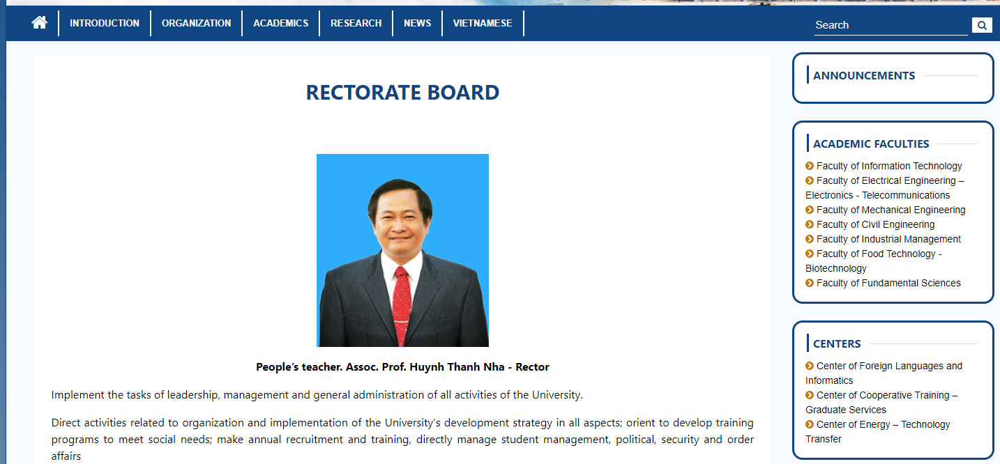 INTRODUCTION ORGANIZATION ACADEMICS RESEARCH NEWS VIETNAMESE Search
RECTORATE BOARD
People´s teacher. Assoc. Prof. Huynh Thanh Nha - Rector
Implement the tasks of leadership, management and general administration of all activities of the University.
Direct activities related to organization and implementation of the University's development strategy in all aspects; orient to develop training
programs to meet social needs; make annual recruitment and training, directly manage student management, political, security and order
affairs
ANNOUNCEMENTS
ACADEMIC FACULTIES
Faculty of Information Technology
Faculty of Electrical Engineering –
Electronics - Telecommunications
Faculty of Mechanical Engineering
Faculty of Civil Engineering
Faculty of Industrial Management
Faculty of Food Technology -
Biotechnology
Faculty of Fundamental Sciences
CENTERS
Center of Foreign Languages and
Informatics
Center of Cooperative Training –
Graduate Services
Center of Energy – Technology
Transfer